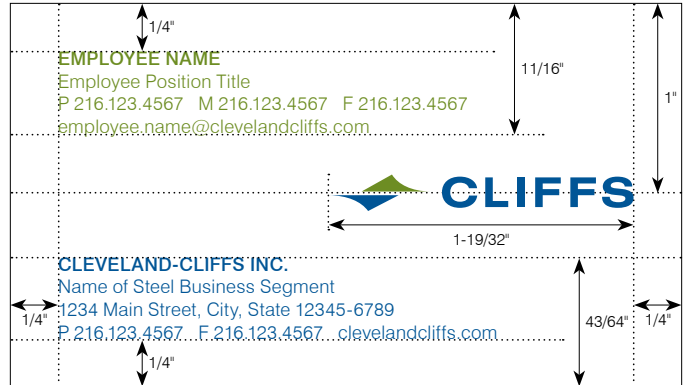 1/4"
EMPLOYEE NAME
Employee Position Title
P 216.123.4567 M 216.123.4567 F 216.123.4567
employee.name@clevelandcliffs.com
11/16"
1"
CLIFFS
1-19/32"
CLEVELAND-CLIFFS INC.
Name of Steel Business Segment
1234 Main Street, City, State 12345-6789
P 216.123.4567 F 216.123.4567 clevelandcliffs.com
1/4"
43/64"
1/4"
1/4"